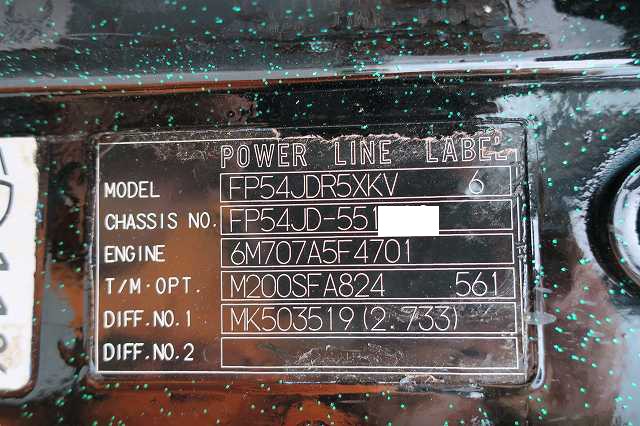 POWER LINE LABEL
MODEL FP54JDR5XKV 6
CHASSIS NO. FP54JD-551
ENGINE 6M707A5F4701
T/M·OPT. M200SFA824 561
DIFF.NO.1 MK503519(2.733)
DIFF.NO.2